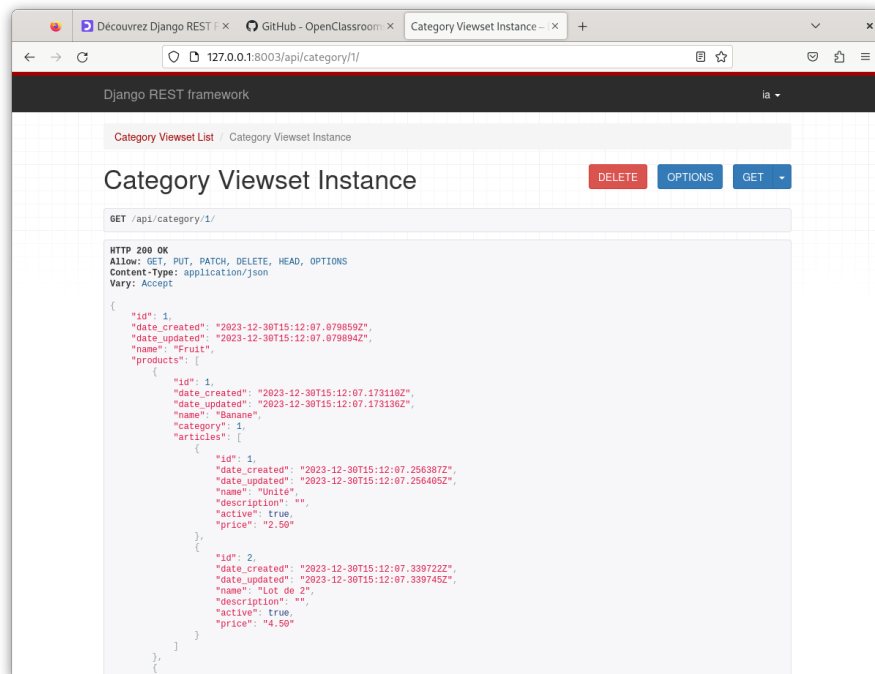 Découvrez Django REST F
GitHub - OpenClassroom
Category Viewset Instance –
127.0.0.1:8003/api/category/1/
Django REST framework
ia
Category Viewset List / Category Viewset Instance
Category Viewset Instance
DELETE
OPTIONS
GET
GET /api/category/1/
HTTP 200 OK
Allow: GET, PUT, PATCH, DELETE, HEAD, OPTIONS
Content-Type: application/json
Vary: Accept
{
    "id": 1,
    "date_created": "2023-12-30T15:12:07.079859Z",
    "date_updated": "2023-12-30T15:12:07.079894Z",
    "name": "Fruit",
    "products": [
        {
            "id": 1,
            "date_created": "2023-12-30T15:12:07.173110Z",
            "date_updated": "2023-12-30T15:12:07.173136Z",
            "name": "Banane",
            "category": 1,
            "articles": [
                {
                    "id": 1,
                    "date_created": "2023-12-30T15:12:07.256387Z",
                    "date_updated": "2023-12-30T15:12:07.256405Z",
                    "name": "Unité",
                    "description": "",
                    "active": true,
                    "price": "2.50"
                },
                {
                    "id": 2,
                    "date_created": "2023-12-30T15:12:07.339722Z",
                    "date_updated": "2023-12-30T15:12:07.339745Z",
                    "name": "Lot de 2",
                    "description": "",
                    "active": true,
                    "price": "4.50"
                }
            ]
        },
        {